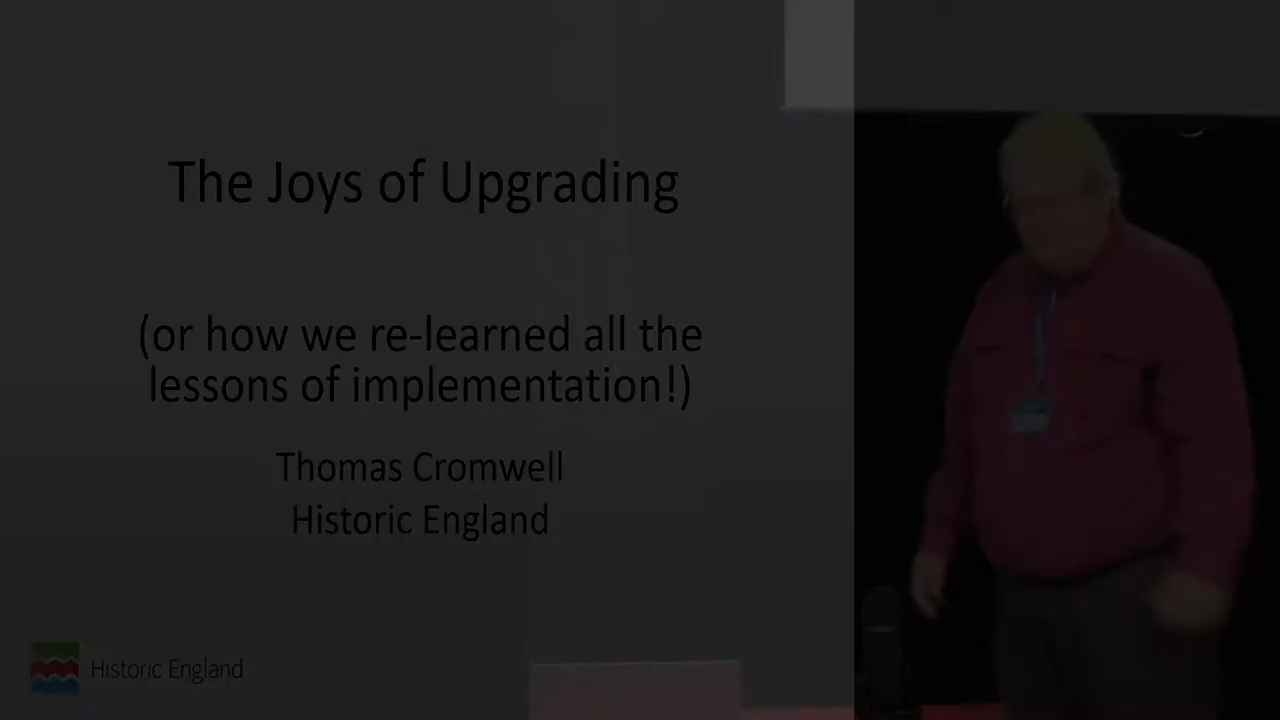 The Joys of Upgrading
(or how we re-learned all the
lessons of implementation!)
Thomas Cromwell
Historic England
Historic England